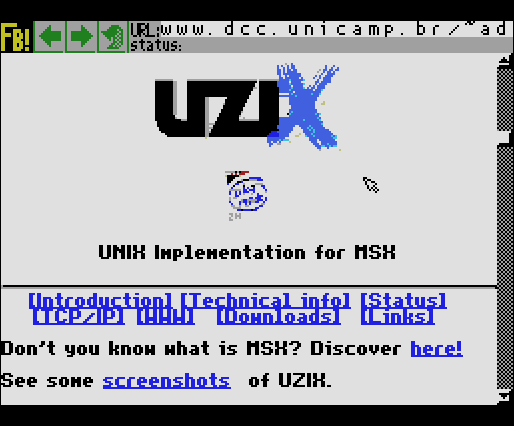 FB! URL:www.dcc.unicamp.br/~ad
status:
UZIX
UNIX Implementation for MSX
[Introduction] [Technical info] [Status]
[TCP/IP] [WWW] [Downloads] [Links]
Don't you know what is MSX? Discover here!
See some screenshots of UZIX.